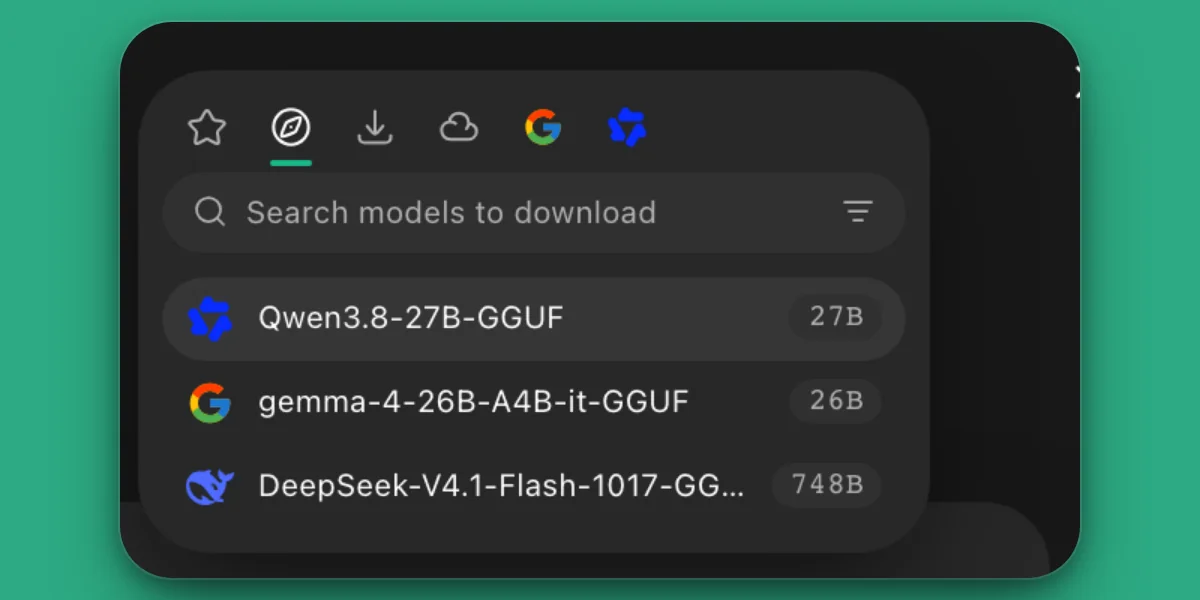 Search models to download
Qwen3.8-27B-GGUF 27B
gemma-4-26B-A4B-it-GGUF 26B
DeepSeek-V4.1-Flash-1017-GG... 748B